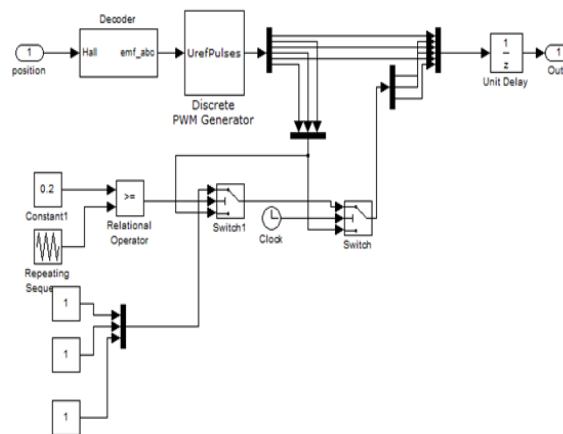 Decoder
1
Hall
emf_abc
UrefPulses
1
z
1
position
Discrete
PWM Generator
Unit Delay
Out
0.2
>=
Constant1
Relational
Operator
Switch1
Clock
Switch
Repeating
Seque
1
1
1